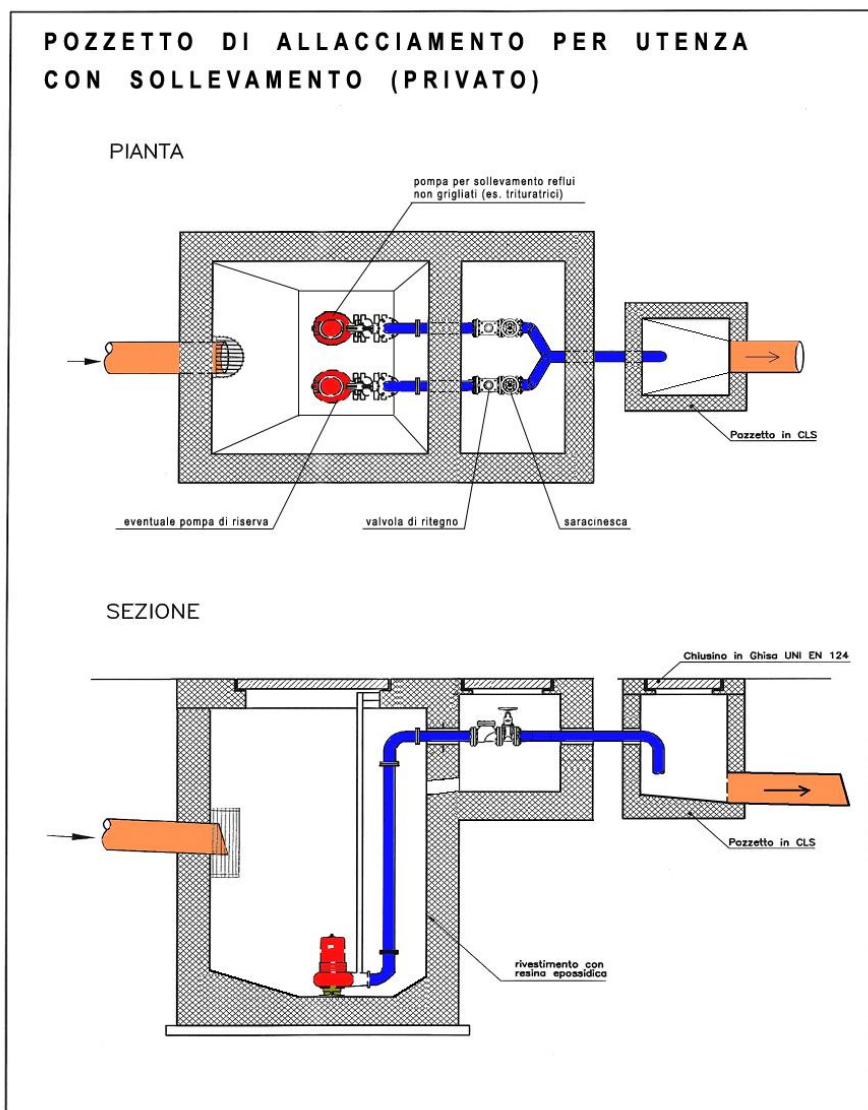 POZZETTO DI ALLACCIAMENTO PER UTENZA
CON SOLLEVAMENTO (PRIVATO)
PIANTA
pompa per sollevamento reflui
non grigliati (es. trituratrici)
Pozzetto in CLS
eventuale pompa di riserva
valvola di ritegno
saracinesca
SEZIONE
Chiusino in Ghisa UNI EN 124
Pozzetto in CLS
rivestimento con
resina epossidica